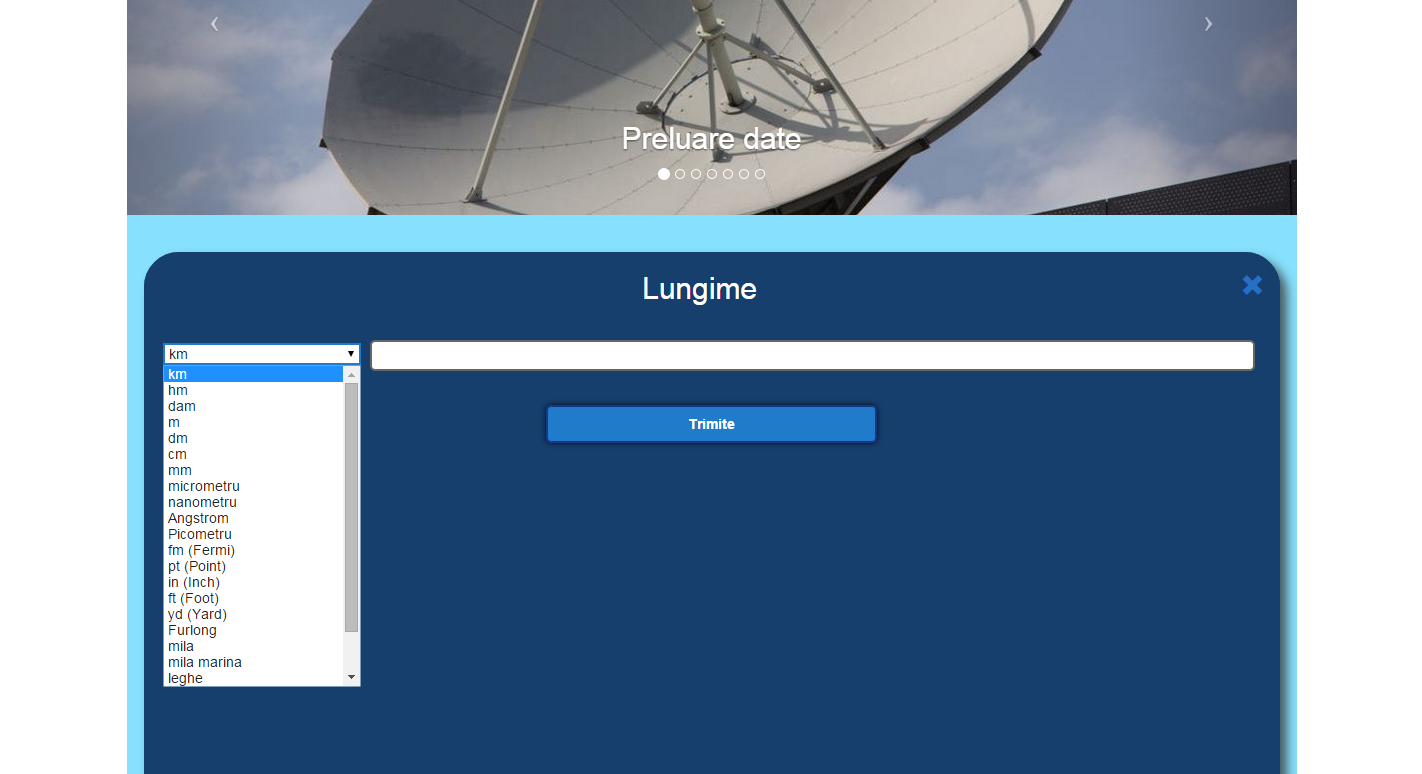 Preluare date
Lungime
km
km
hm
dam
m
dm
cm
mm
micrometru
nanometru
Angstrom
Picometru
fm (Fermi)
pt (Point)
in (Inch)
ft (Foot)
yd (Yard)
Furlong
mila
mila marina
leghe
Trimite